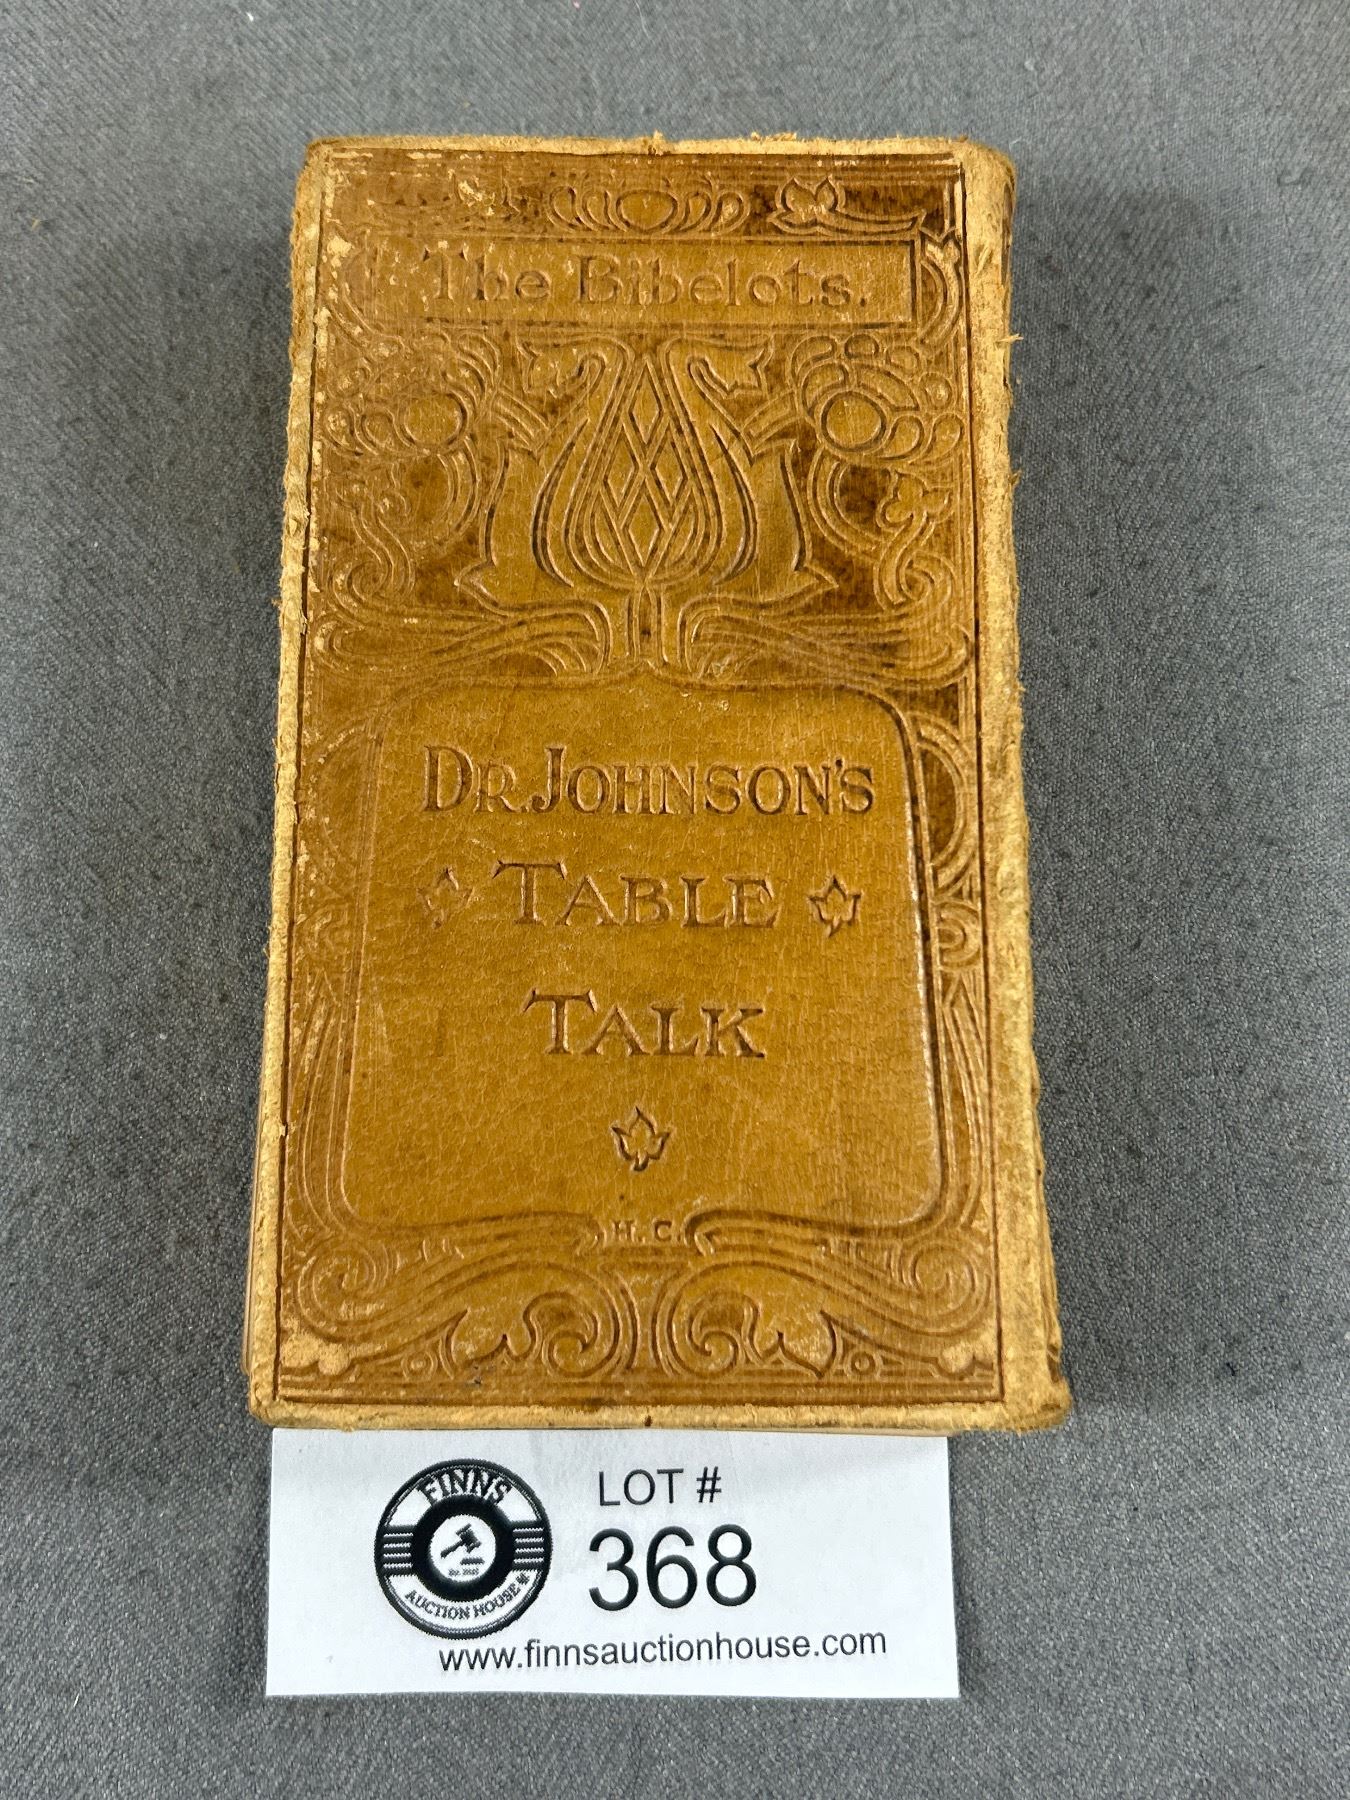 The Bibelots.
DR. JOHNSON'S
TABLE
TALK
H. C.
FINNS
AUCTION HOUSE
LOT #
368
www.finnsauctionhouse.com